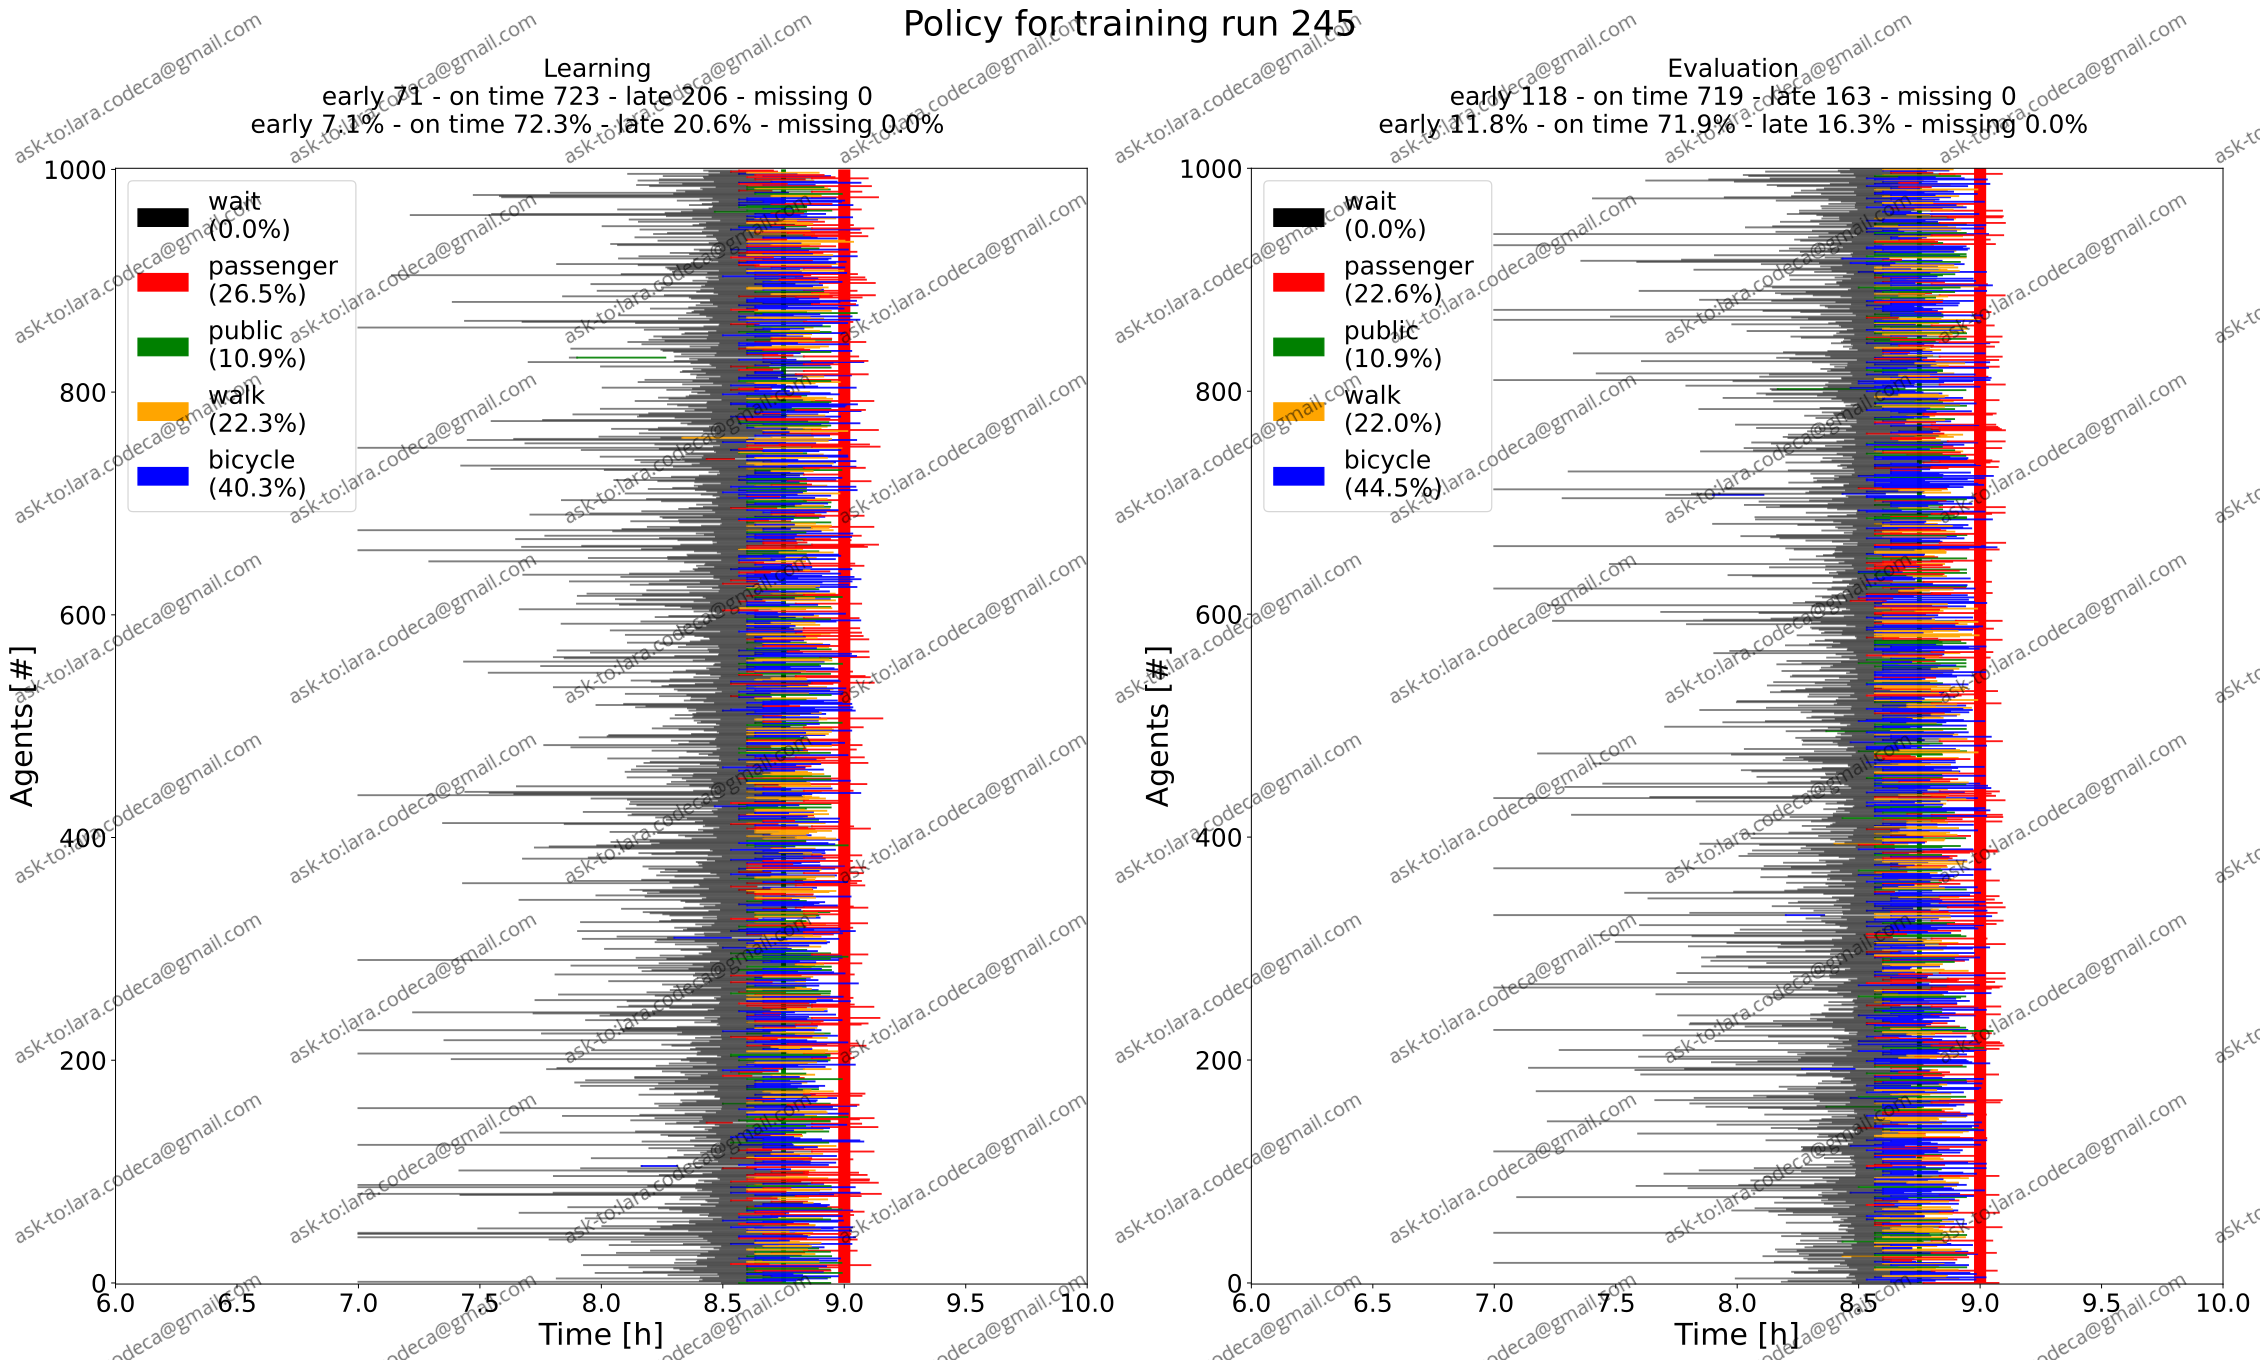 Policy for training run 245
Learning
early 71 - on time 723 - late 206 - missing 0
early 7.1% - on time 72.3% - late 20.6% - missing 0.0%
1000
800
600
400
200
0
Agents [#]
wait
(0.0%)
passenger
(26.5%)
public
(10.9%)
walk
(22.3%)
bicycle
(40.3%)
6.0 6.5 7.0 7.5 8.0 8.5 9.0 9.5 10.0
Time [h]
Evaluation
early 118 - on time 719 - late 163 - missing 0
early 11.8% - on time 71.9% - late 16.3% - missing 0.0%
1000
800
600
400
200
0
Agents [#]
wait
(0.0%)
passenger
(22.6%)
public
(10.9%)
walk
(22.0%)
bicycle
(44.5%)
6.0 6.5 7.0 7.5 8.0 8.5 9.0 9.5 10.0
Time [h]
ask-to:lara.codeca@gmail.com